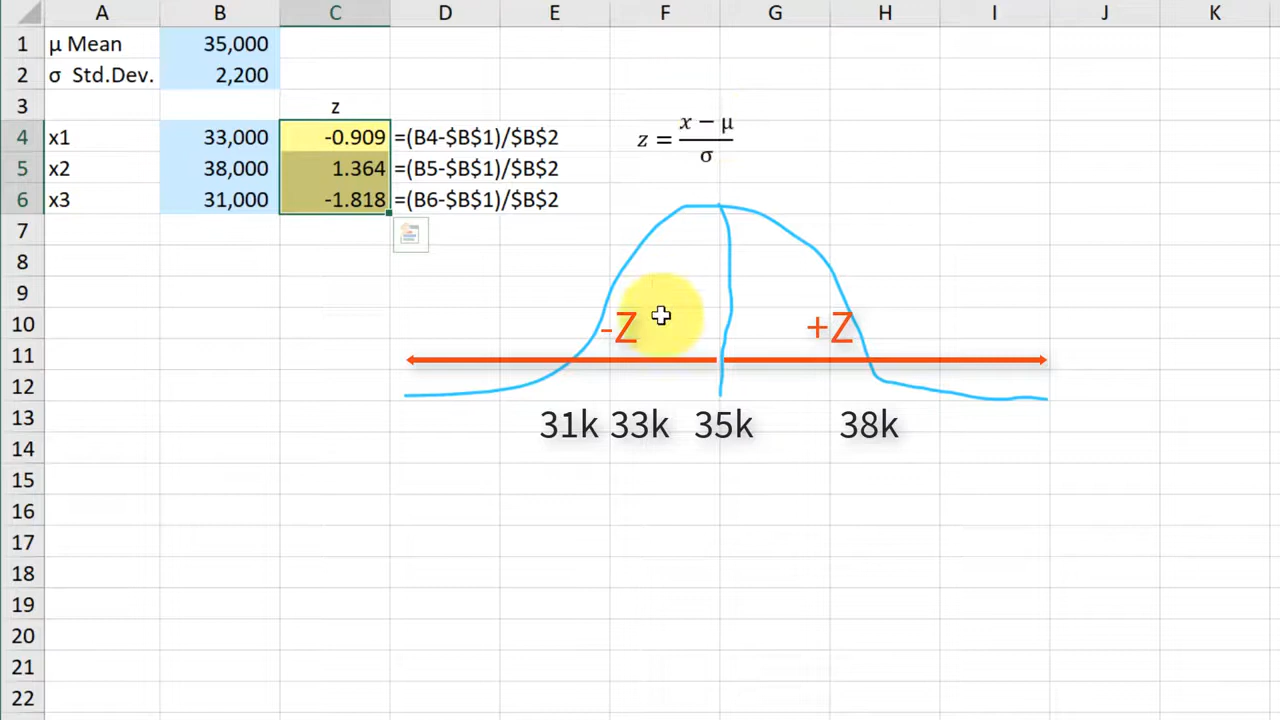 A B C D E F G H I J K
1 μ Mean 35,000
2 σ Std.Dev. 2,200
3 z
4 x1 33,000 -0.909 =(B4-$B$1)/$B$2
5 x2 38,000 1.364 =(B5-$B$1)/$B$2
6 x3 31,000 -1.818 =(B6-$B$1)/$B$2
z = (x − μ)/σ
7
8
9
10 -Z +Z
11
12
13 31k 33k 35k 38k
14
15
16
17
18
19
20
21
22